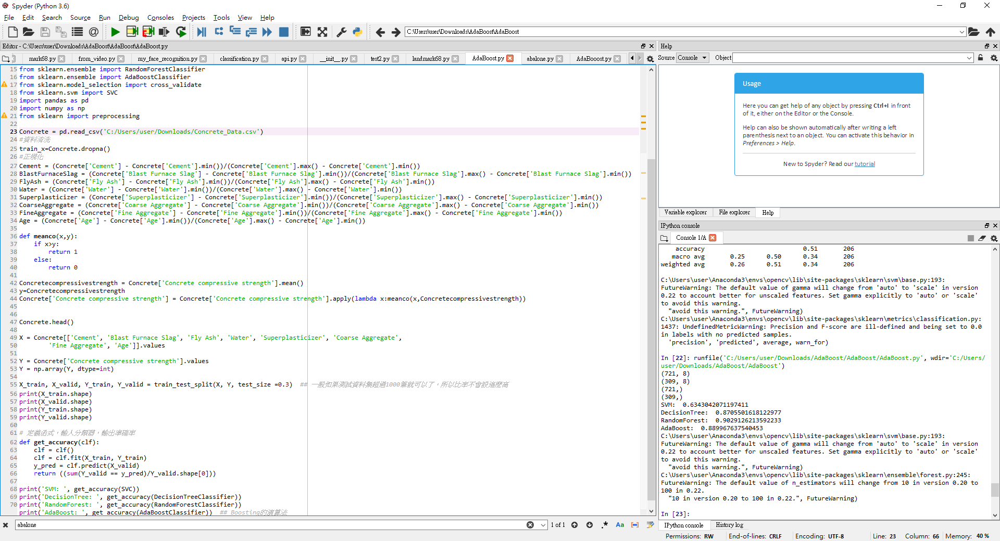 Spyder (Python 3.6)
File Edit Search Source Run Debug Consoles Projects Tools View Help
C:\Users\user\Downloads\AdaBoost\AdaBoost
Editor - C:\Users\user\Downloads\AdaBoost\AdaBoost\AdaBoost.py
mark68.py from_video.py my_face_recognition.py classification.py api.py __init__.py test2.py landmark68.py AdaBoost.py abalone.py AdaBooost.py
15 from sklearn.ensemble import RandomForestClassifier
16 from sklearn.ensemble import AdaBoostClassifier
17 from sklearn.model_selection import cross_validate
18 from sklearn.svm import SVC
19 import pandas as pd
20 import numpy as np
21 from sklearn import preprocessing
22
23 Concrete = pd.read_csv('C:/Users/user/Downloads/Concrete_Data.csv')
24 #資料清洗
25 train_x=Concrete.dropna()
26 #正規化
27 Cement = (Concrete['Cement'] - Concrete['Cement'].min())/(Concrete['Cement'].max() - Concrete['Cement'].min())
28 BlastFurnaceSlag = (Concrete['Blast Furnace Slag'] - Concrete['Blast Furnace Slag'].min())/(Concrete['Blast Furnace Slag'].max() - Concrete['Blast Furnace Slag'].min())
29 FlyAsh = (Concrete['Fly Ash'] - Concrete['Fly Ash'].min())/(Concrete['Fly Ash'].max() - Concrete['Fly Ash'].min())
30 Water = (Concrete['Water'] - Concrete['Water'].min())/(Concrete['Water'].max() - Concrete['Water'].min())
31 Superplasticizer = (Concrete['Superplasticizer'] - Concrete['Superplasticizer'].min())/(Concrete['Superplasticizer'].max() - Concrete['Superplasticizer'].min())
32 CoarseAggregate = (Concrete['Coarse Aggregate'] - Concrete['Coarse Aggregate'].min())/(Concrete['Coarse Aggregate'].max() - Concrete['Coarse Aggregate'].min())
33 FineAggregate = (Concrete['Fine Aggregate'] - Concrete['Fine Aggregate'].min())/(Concrete['Fine Aggregate'].max() - Concrete['Fine Aggregate'].min())
34 Age = (Concrete['Age'] - Concrete['Age'].min())/(Concrete['Age'].max() - Concrete['Age'].min())
35
36 def meanco(x,y):
37     if x>y:
38         return 1
39     else:
40         return 0
41
42 Concretecompressivestrength = Concrete['Concrete compressive strength'].mean()
43 y=Concretecompressivestrength
44 Concrete['Concrete compressive strength'] = Concrete['Concrete compressive strength'].apply(lambda x:meanco(x,Concretecompressivestrength))
45
46
47 Concrete.head()
48
49 X = Concrete[['Cement', 'Blast Furnace Slag', 'Fly Ash', 'Water', 'Superplasticizer', 'Coarse Aggregate',
50         'Fine Aggregate', 'Age']].values
51
52 Y = Concrete['Concrete compressive strength'].values
53 Y = np.array(Y, dtype=int)
54
55 X_train, X_valid, Y_train, Y_valid = train_test_split(X, Y, test_size =0.3)  ## 一般如果測試資料集超過1000筆就可以了，所以比率不會設這麼高
56 print(X_train.shape)
57 print(X_valid.shape)
58 print(Y_train.shape)
59 print(Y_valid.shape)
60
61 # 定義函式，輸入分類器，輸出準確率
62 def get_accuracy(clf):
63     clf = clf()
64     clf = clf.fit(X_train, Y_train)
65     y_pred = clf.predict(X_valid)
66     return ((sum(Y_valid == y_pred)/Y_valid.shape[0]))
67
68 print('SVM: ', get_accuracy(SVC))
69 print('DecisionTree: ', get_accuracy(DecisionTreeClassifier))
70 print('RandomForest: ', get_accuracy(RandomForestClassifier))
print('AdaBoost: ', get_accuracy(AdaBoostClassifier))  ## Boosting的演算法
abalone 1 of 1 .* Aa
Help
Source Console Object
Usage
Here you can get help of any object by pressing Ctrl+I in front
of it, either on the Editor or the Console.
Help can also be shown automatically after writing a left
parenthesis next to an object. You can activate this behavior in
Preferences > Help.
New to Spyder? Read our tutorial
Variable explorer File explorer Help
IPython console
Console 1/A
accuracy 0.51 206
macro avg 0.25 0.50 0.34 206
weighted avg 0.26 0.51 0.34 206
C:\Users\user\Anaconda3\envs\opencv\lib\site-packages\sklearn\svm\base.py:193:
FutureWarning: The default value of gamma will change from 'auto' to 'scale' in version
0.22 to account better for unscaled features. Set gamma explicitly to 'auto' or 'scale'
to avoid this warning.
"avoid this warning.", FutureWarning)
C:\Users\user\Anaconda3\envs\opencv\lib\site-packages\sklearn\metrics\classification.py:
1437: UndefinedMetricWarning: Precision and F-score are ill-defined and being set to 0.0
in labels with no predicted samples.
'precision', 'predicted', average, warn_for)
In [22]: runfile('C:/Users/user/Downloads/AdaBoost/AdaBoost/AdaBoost.py', wdir='C:/Users/
user/Downloads/AdaBoost/AdaBoost')
(721, 8)
(309, 8)
(721,)
(309,)
SVM:  0.6343042071197411
DecisionTree:  0.8705501618122977
RandomForest:  0.9029126213592233
AdaBoost:  0.889967637540453
C:\Users\user\Anaconda3\envs\opencv\lib\site-packages\sklearn\svm\base.py:193:
FutureWarning: The default value of gamma will change from 'auto' to 'scale' in version
0.22 to account better for unscaled features. Set gamma explicitly to 'auto' or 'scale'
to avoid this warning.
"avoid this warning.", FutureWarning)
C:\Users\user\Anaconda3\envs\opencv\lib\site-packages\sklearn\ensemble\forest.py:245:
FutureWarning: The default value of n_estimators will change from 10 in version 0.20 to
100 in 0.22.
"10 in version 0.20 to 100 in 0.22.", FutureWarning)
In [23]:
IPython console History log
Permissions: RW End-of-lines: CRLF Encoding: UTF-8 Line: 23 Column: 66 Memory: 40 %